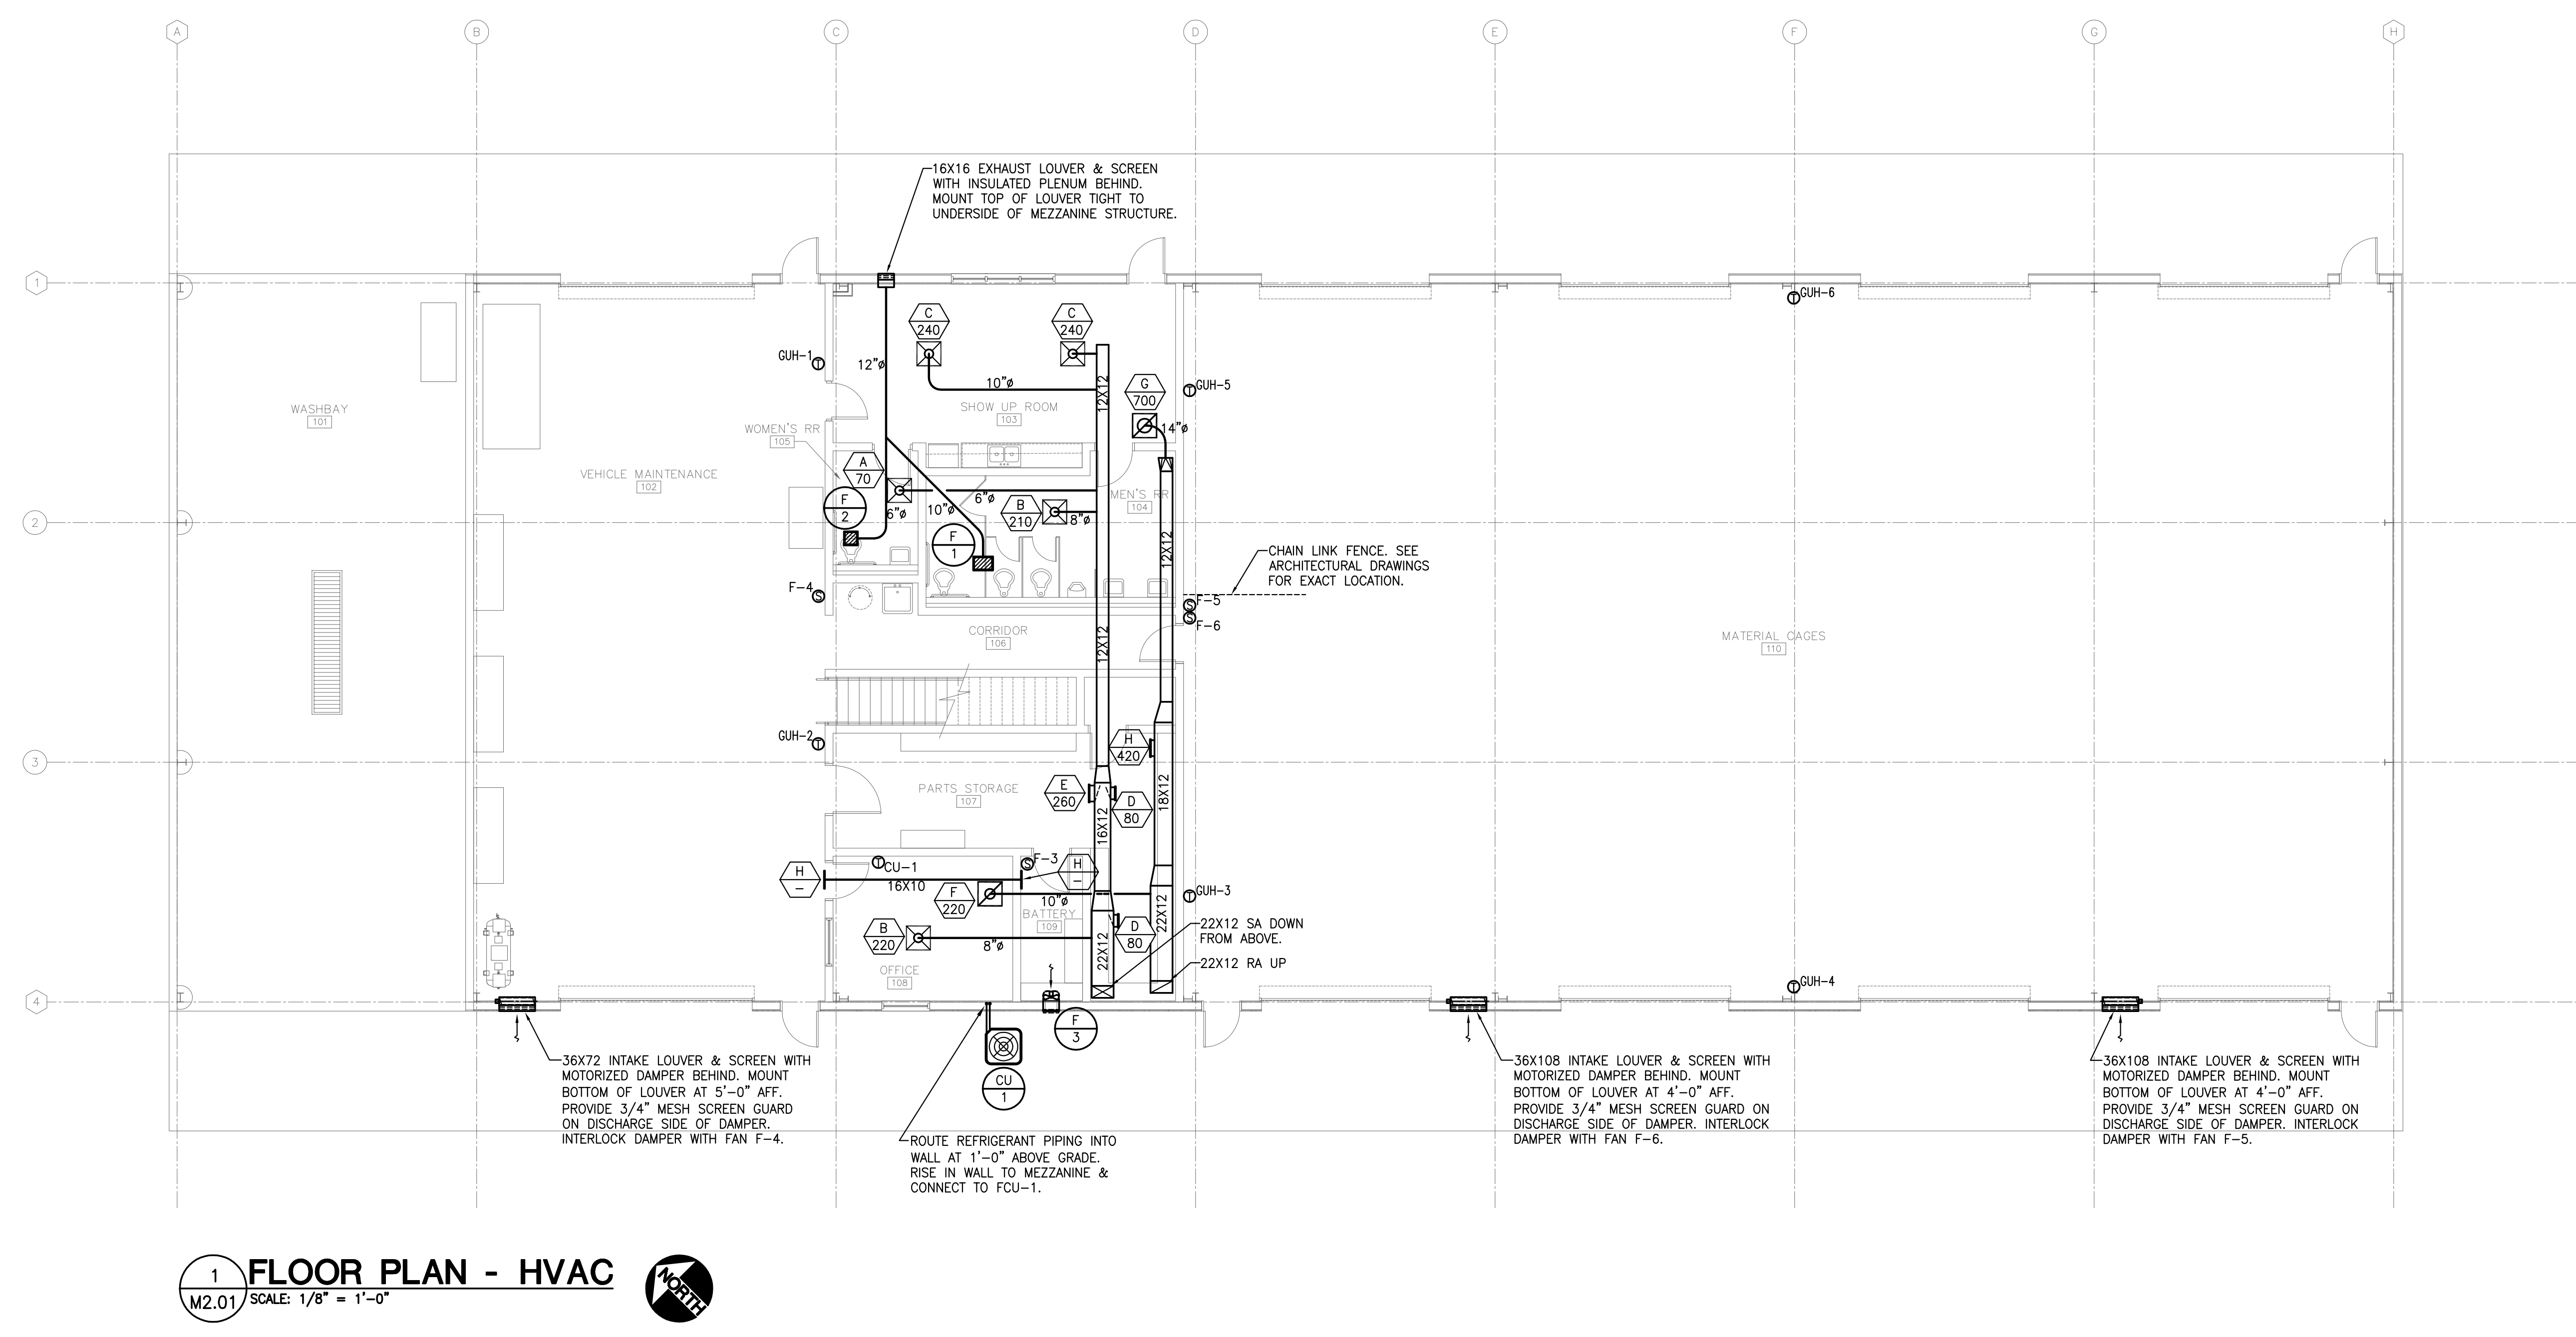 A
B
C
D
E
F
G
H
16X16 EXHAUST LOUVER & SCREEN
WITH INSULATED PLENUM BEHIND.
MOUNT TOP OF LOUVER TIGHT TO
UNDERSIDE OF MEZZANINE STRUCTURE.
1
GUH-6
C
240
C
240
GUH-1
12"ø
10"ø
12X12
G
700
GUH-5
WASHBAY
101
SHOW UP ROOM
103
14"ø
WOMEN'S RR
105
VEHICLE MAINTENANCE
102
A
70
F
2
6"ø
10"ø
6"ø
B
210
8"ø
MEN'S RR
104
2
F
1
12X12
CHAIN LINK FENCE. SEE
ARCHITECTURAL DRAWINGS
FOR EXACT LOCATION.
F-4
S
F-5
S
S
F-6
CORRIDOR
106
12X12
MATERIAL CAGES
110
GUH-2
H
420
3
PARTS STORAGE
107
E
260
D
80
18X12
16X12
H
-
T
CU-1
16X10
S
F-3
H
-
F
220
10"ø
GUH-3
BATTERY
109
22X12
B
220
8"ø
22X12
D
80
22X12 SA DOWN
FROM ABOVE.
22X12 RA UP
OFFICE
108
GUH-4
4
F
3
CU
1
36X72 INTAKE LOUVER & SCREEN WITH
MOTORIZED DAMPER BEHIND. MOUNT
BOTTOM OF LOUVER AT 5'-0" AFF.
PROVIDE 3/4" MESH SCREEN GUARD
ON DISCHARGE SIDE OF DAMPER.
INTERLOCK DAMPER WITH FAN F-4.
ROUTE REFRIGERANT PIPING INTO
WALL AT 1'-0" ABOVE GRADE.
RISE IN WALL TO MEZZANINE &
CONNECT TO FCU-1.
36X108 INTAKE LOUVER & SCREEN WITH
MOTORIZED DAMPER BEHIND. MOUNT
BOTTOM OF LOUVER AT 4'-0" AFF.
PROVIDE 3/4" MESH SCREEN GUARD ON
DISCHARGE SIDE OF DAMPER. INTERLOCK
DAMPER WITH FAN F-6.
36X108 INTAKE LOUVER & SCREEN WITH
MOTORIZED DAMPER BEHIND. MOUNT
BOTTOM OF LOUVER AT 4'-0" AFF.
PROVIDE 3/4" MESH SCREEN GUARD ON
DISCHARGE SIDE OF DAMPER. INTERLOCK
DAMPER WITH FAN F-5.
1
M2.01
FLOOR PLAN - HVAC
SCALE: 1/8" = 1'-0"
NORTH